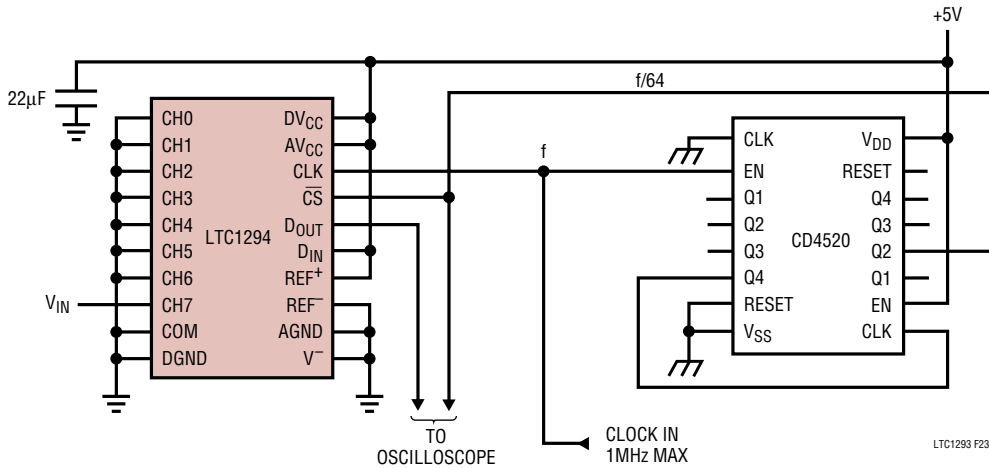 +5V
22µF
f/64
CH0
CH1
CH2
CH3
CH4
CH5
CH6
CH7
COM
DGND
LTC1294
DVCC
AVCC
CLK
CS
DOUT
DIN
REF+
REF–
AGND
V–
VIN
f
CLK
EN
Q1
Q2
Q3
Q4
RESET
VSS
CD4520
VDD
RESET
Q4
Q3
Q2
Q1
EN
CLK
TO
OSCILLOSCOPE
CLOCK IN
1MHz MAX
LTC1293 F23